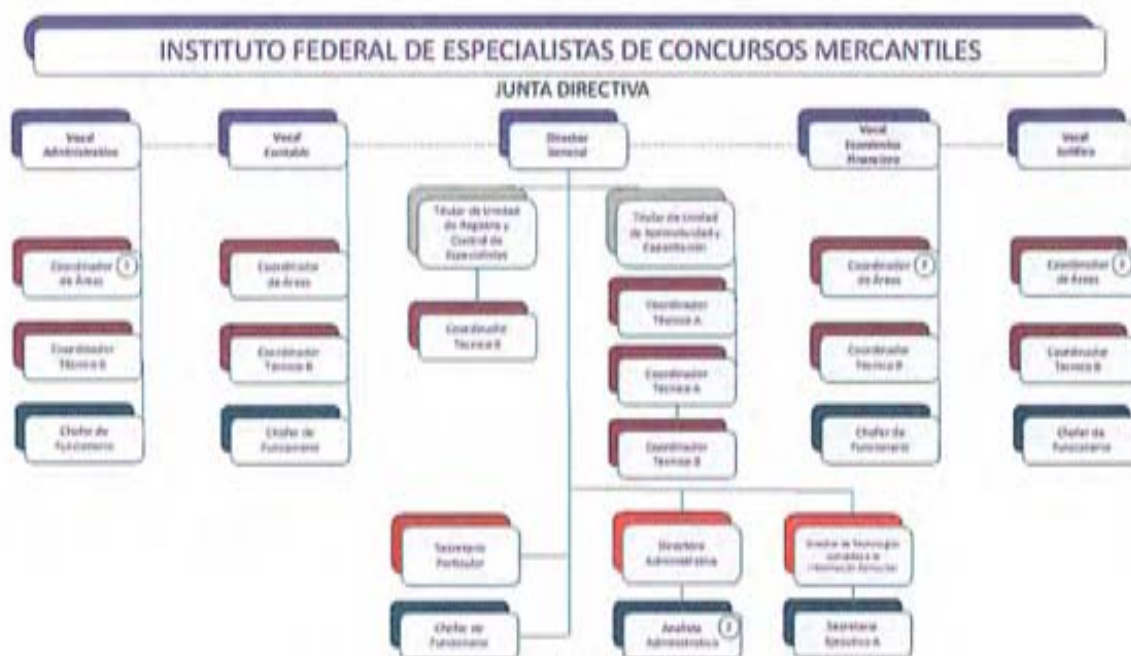 INSTITUTO FEDERAL DE ESPECIALISTAS DE CONCURSOS MERCANTILES
JUNTA DIRECTIVA
Vocal
Administrativo
Vocal
Contable
Director
General
Vocal
Económico
Financiero
Vocal
Jurídico
Titular de Unidad
de Registro y
Control de
Especialistas
Titular de Unidad
de Normatividad y
Capacitación
Coordinador
de Áreas
Coordinador
de Áreas
Coordinador
de Áreas
Coordinador
de Áreas
Coordinador
Técnico A
Coordinador
Técnico B
Coordinador
Técnico B
Coordinador
Técnico
Coordinador
Técnico A
Coordinador
Técnico
Coordinador
Técnico B
Chofer de
Funcionario
Chofer de
Funcionario
Coordinador
Técnico B
Chofer de
Funcionario
Chofer de
Funcionario
Secretario
Particular
Administrativa
Director de Tecnologías
Chofer de
Funcionario
Analista
Secretaria
Ejecutiva A